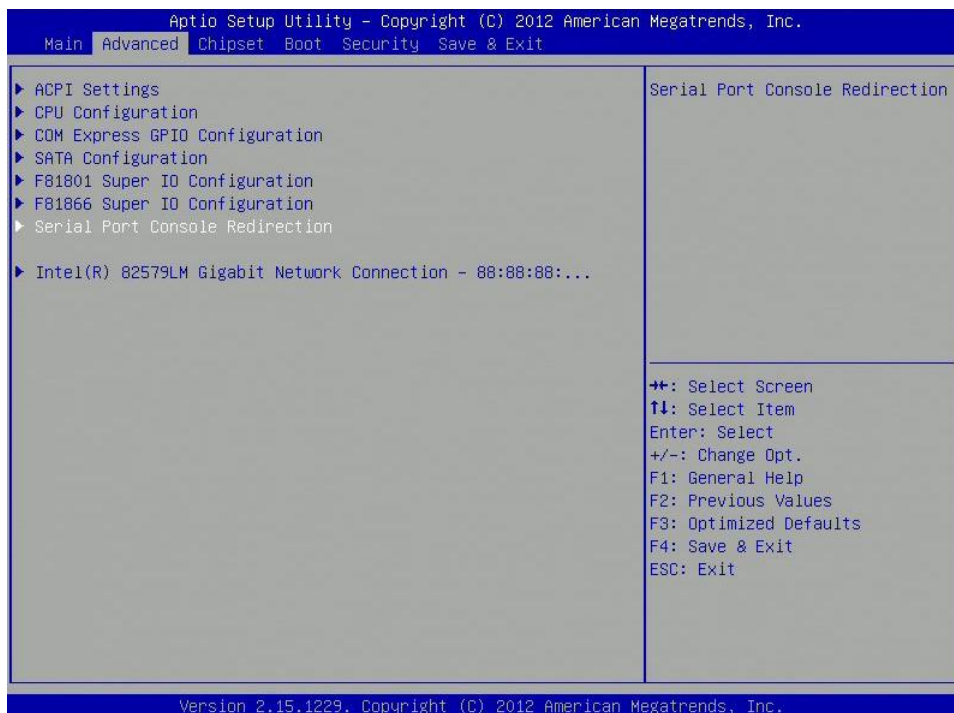 Aptio Setup Utility – Copyright (C) 2012 American Megatrends, Inc.
Main Advanced Chipset Boot Security Save & Exit
▶ ACPI Settings
▶ CPU Configuration
▶ COM Express GPIO Configuration
▶ SATA Configuration
▶ F81801 Super IO Configuration
▶ F81866 Super IO Configuration
▶ Serial Port Console Redirection
▶ Intel(R) 82579LM Gigabit Network Connection – 88:88:88:...
Serial Port Console Redirection
→←: Select Screen
↑↓: Select Item
Enter: Select
+/-: Change Opt.
F1: General Help
F2: Previous Values
F3: Optimized Defaults
F4: Save & Exit
ESC: Exit
Version 2.15.1229. Copyright (C) 2012 American Megatrends, Inc.